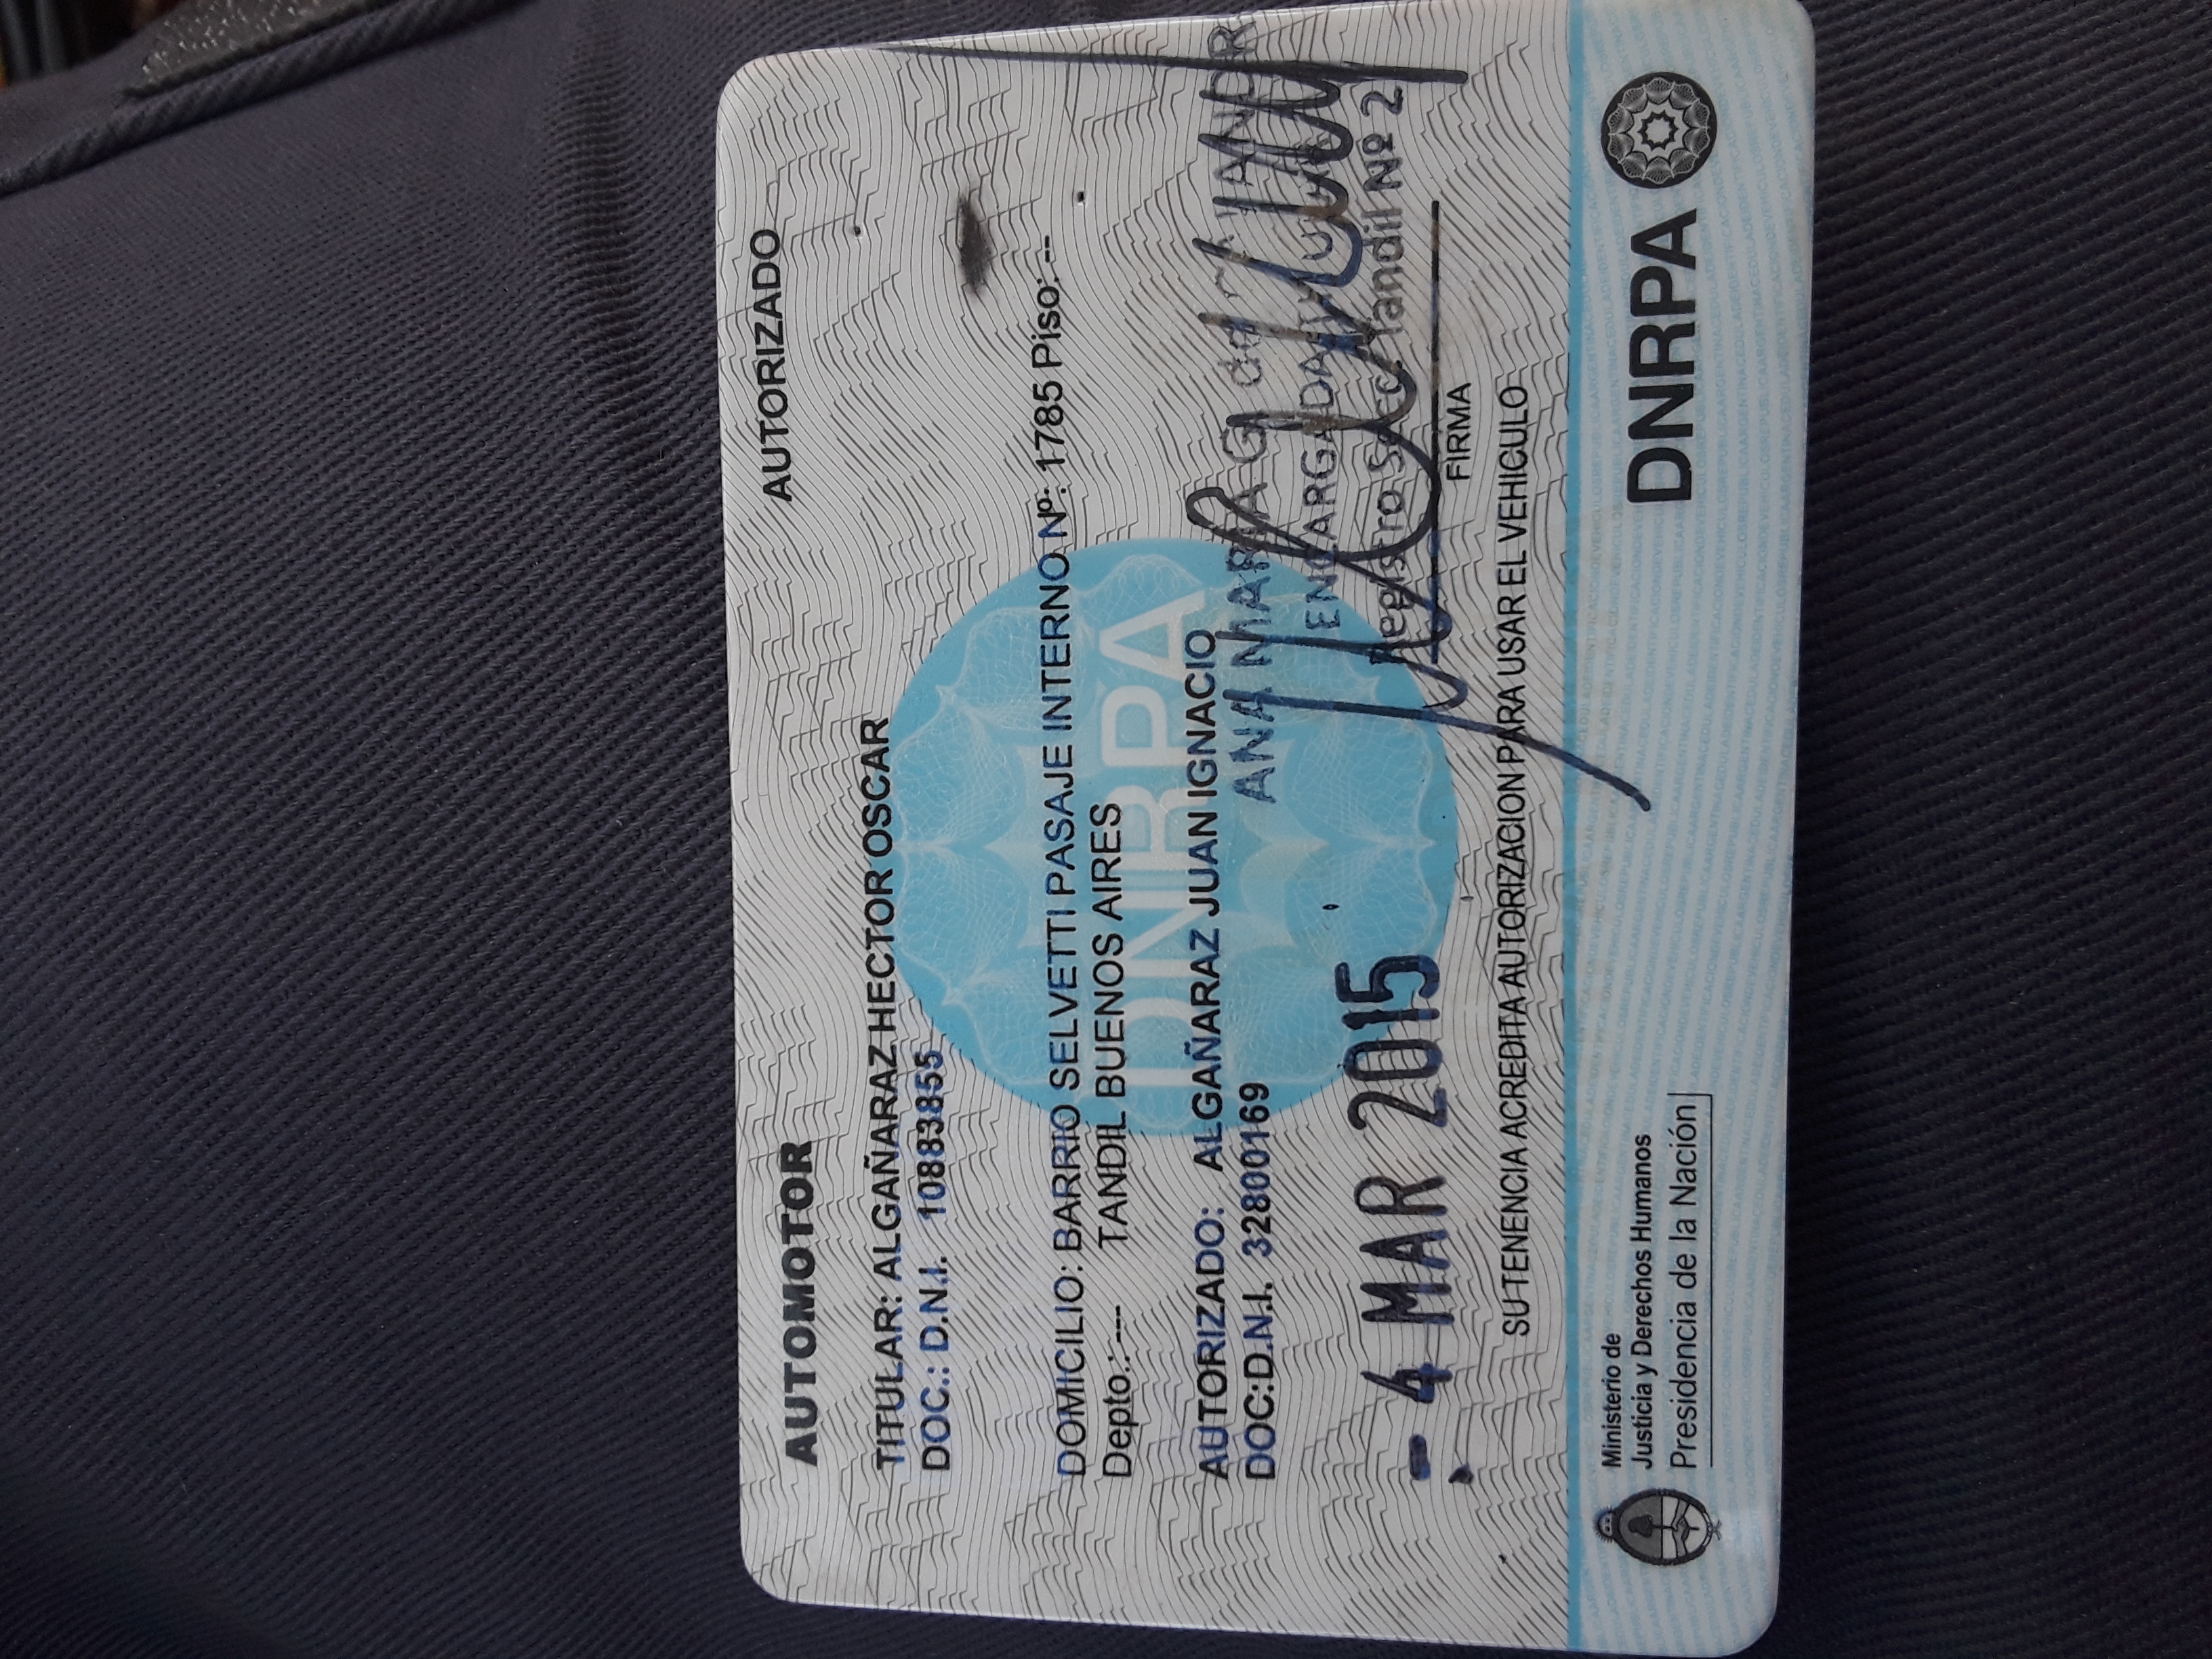 AUTOMOTOR
AUTORIZADO
TITULAR: ALGAÑARAZ HECTOR OSCAR
DOC.: D.N.I. 10883855
DOMICILIO: BARRIO SELVETTI PASAJE INTERNO Nº: 1785 Piso: --
Depto.: --- TANDIL BUENOS AIRES
DNRPA
AUTORIZADO: ALGAÑARAZ JUAN IGNACIO
DOC:D.N.I. 32800169
ANA MARIA G. de
ENCARGADA TITULAR
Registro Secc. Tandil Nº 2
- 4 MAR 2015
FIRMA
SU TENENCIA ACREDITA AUTORIZACION PARA USAR EL VEHICULO
Ministerio de
Justicia y Derechos Humanos
Presidencia de la Nación
DNRPA